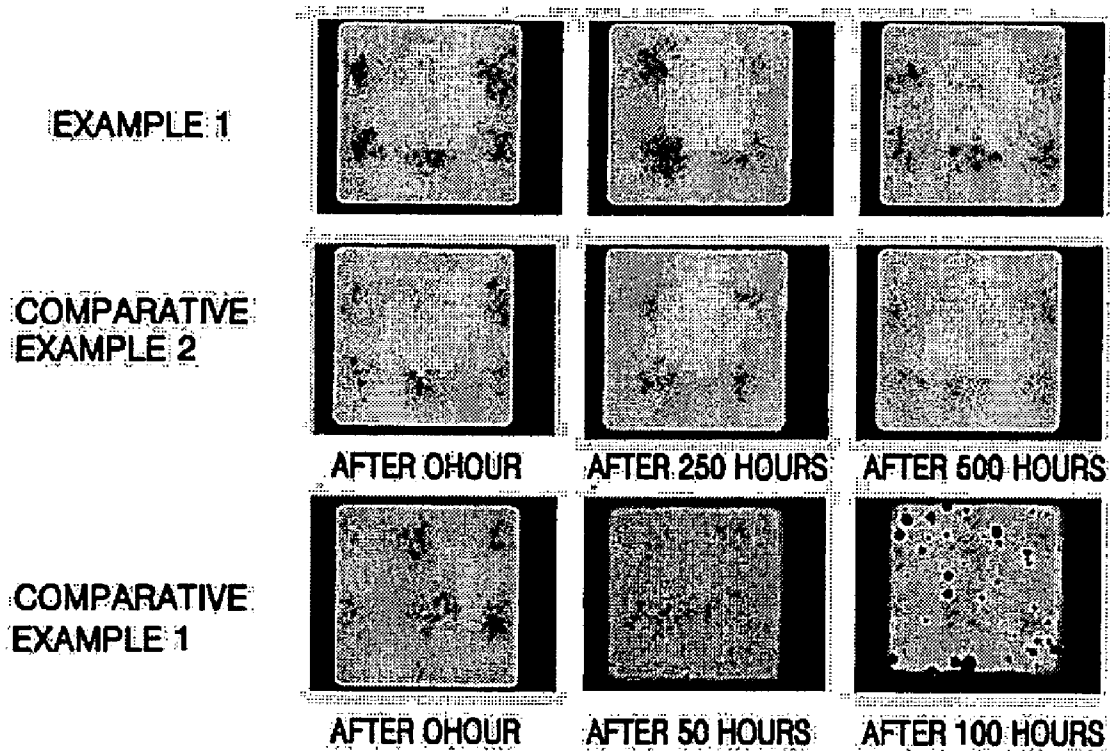 EXAMPLE 1
COMPARATIVE
EXAMPLE 2
AFTER 0HOUR AFTER 250 HOURS AFTER 500 HOURS
COMPARATIVE
EXAMPLE 1
AFTER 0HOUR AFTER 50 HOURS AFTER 100 HOURS